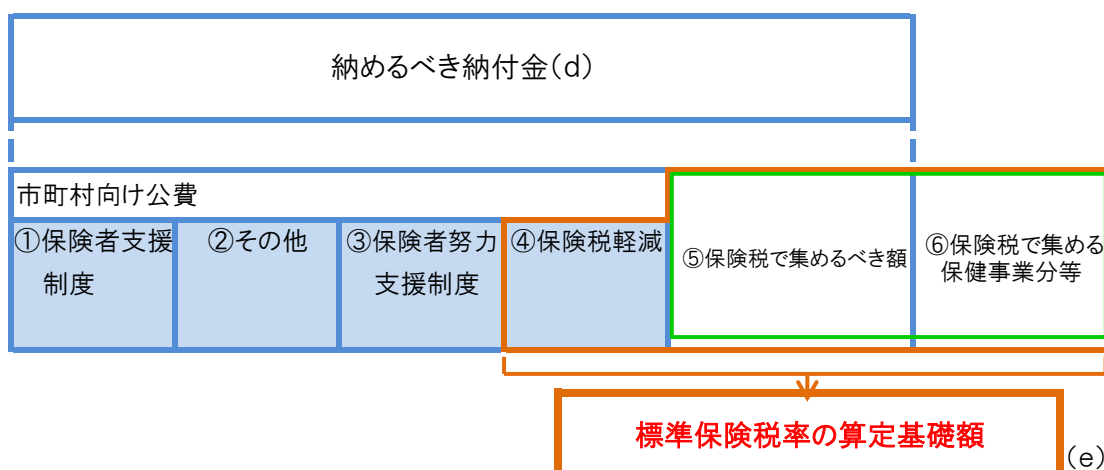 納めるべき納付金(d)
市町村向け公費
①保険者支援
制度
②その他
③保険者努力
支援制度
④保険税軽減
⑤保険税で集めるべき額
⑥保険税で集める
保健事業分等
標準保険税率の算定基礎額
(e)